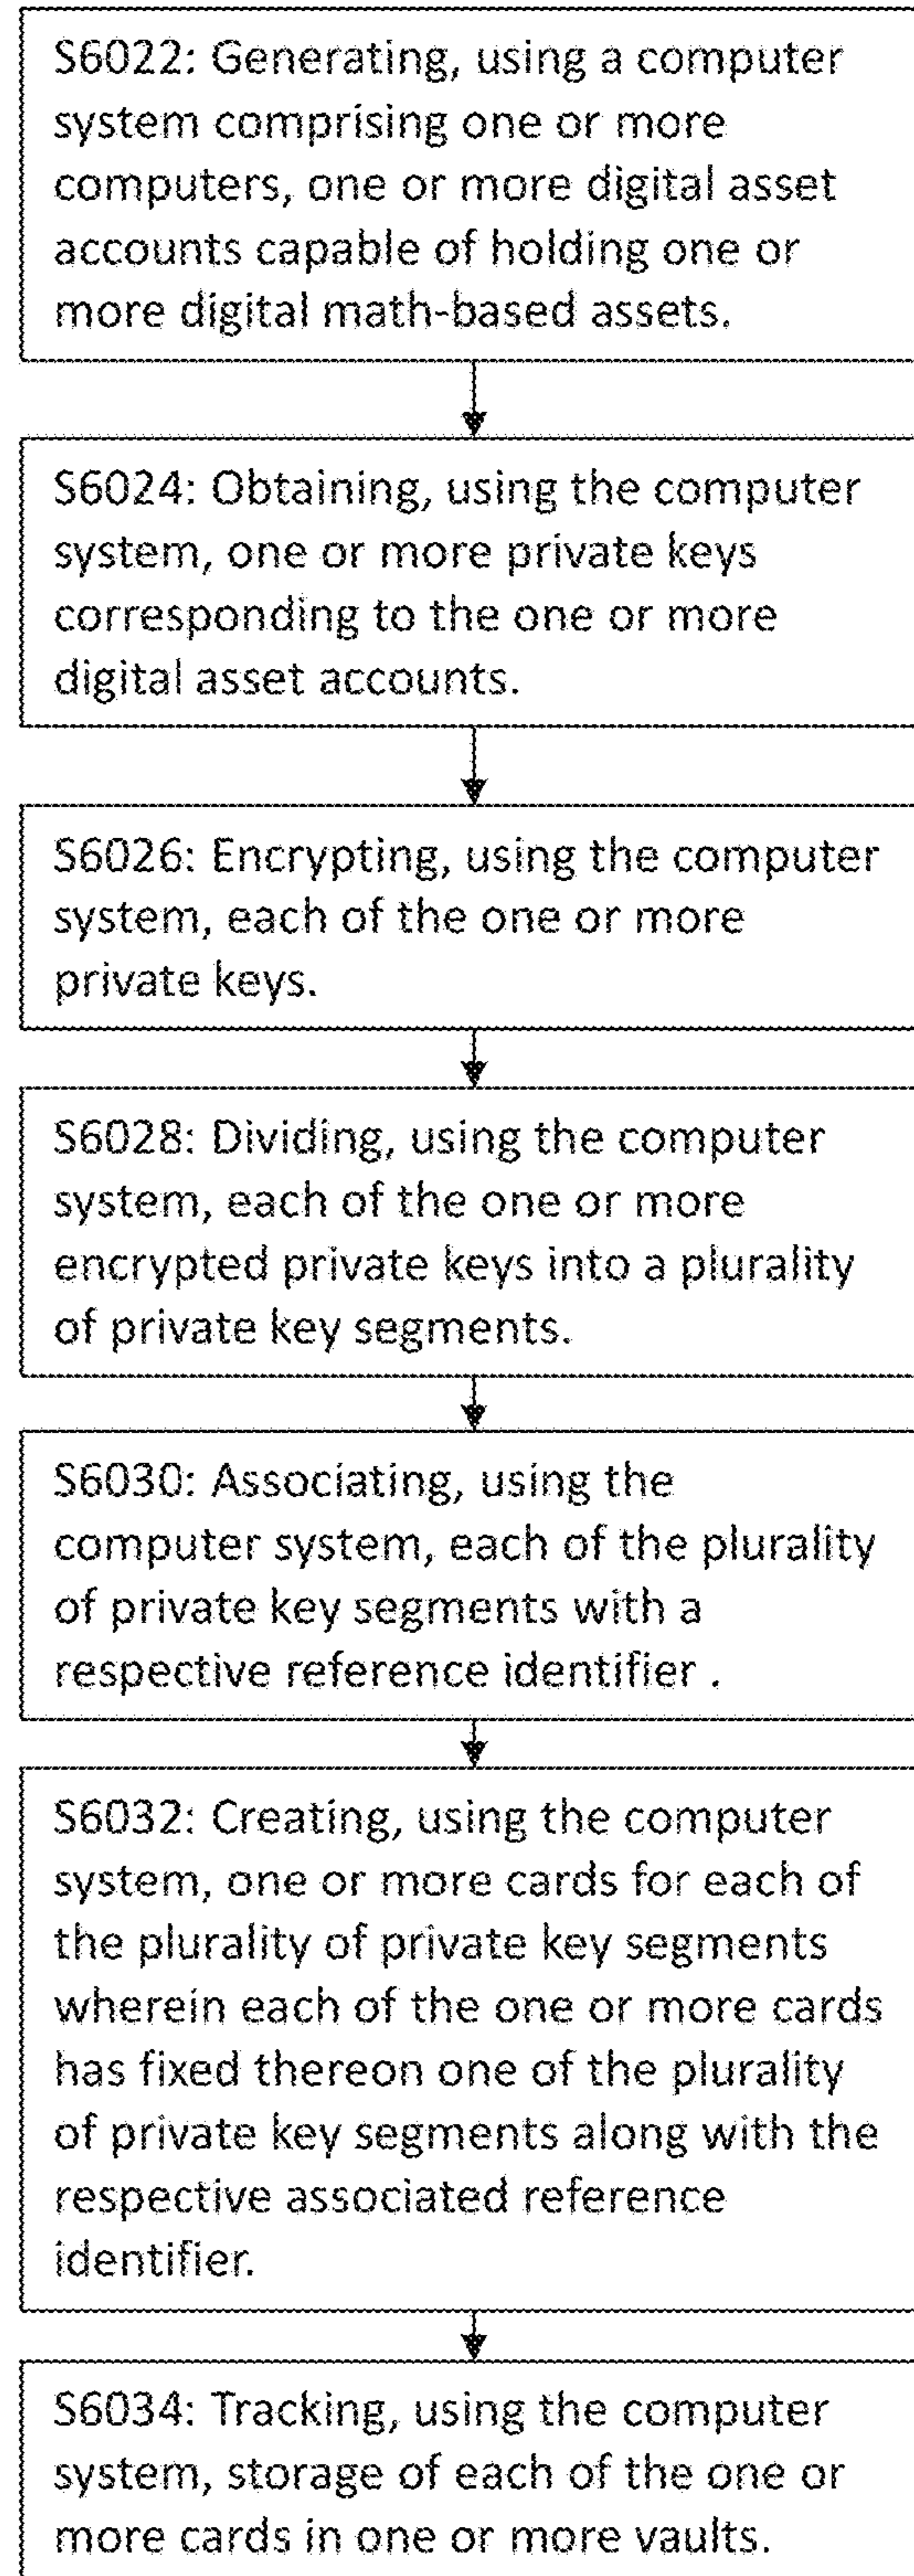 S6022: Generating, using a computer
system comprising one or more
computers, one or more digital asset
accounts capable of holding one or
more digital math-based assets.
S6024: Obtaining, using the computer
system, one or more private keys
corresponding to the one or more
digital asset accounts.
S6026: Encrypting, using the computer
system, each of the one or more
private keys.
S6028: Dividing, using the computer
system, each of the one or more
encrypted private keys into a plurality
of private key segments.
S6030: Associating, using the
computer system, each of the plurality
of private key segments with a
respective reference identifier .
S6032: Creating, using the computer
system, one or more cards for each of
the plurality of private key segments
wherein each of the one or more cards
has fixed thereon one of the plurality
of private key segments along with the
respective associated reference
identifier.
S6034: Tracking, using the computer
system, storage of each of the one or
more cards in one or more vaults.